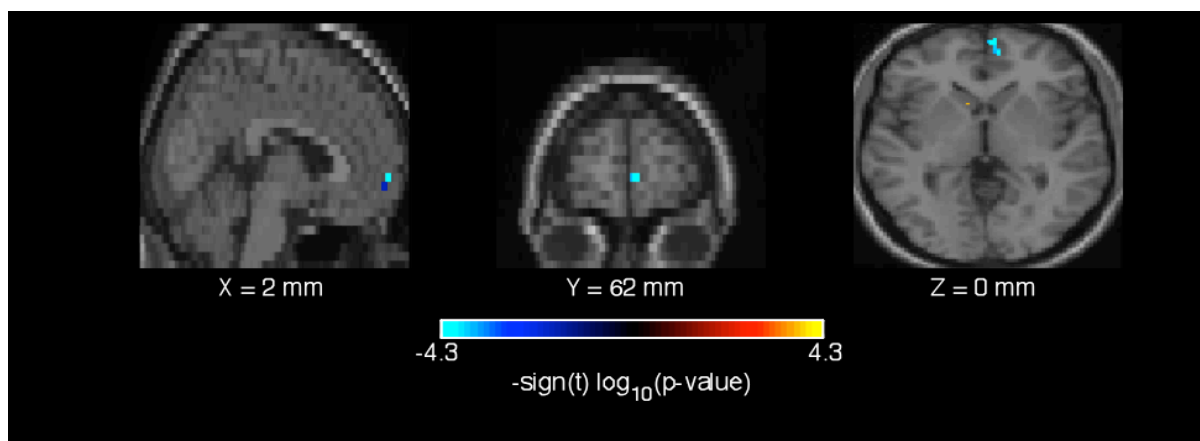 X = 2 mm
Y = 62 mm
Z = 0 mm
-4.3
4.3
-sign(t) log10(p-value)